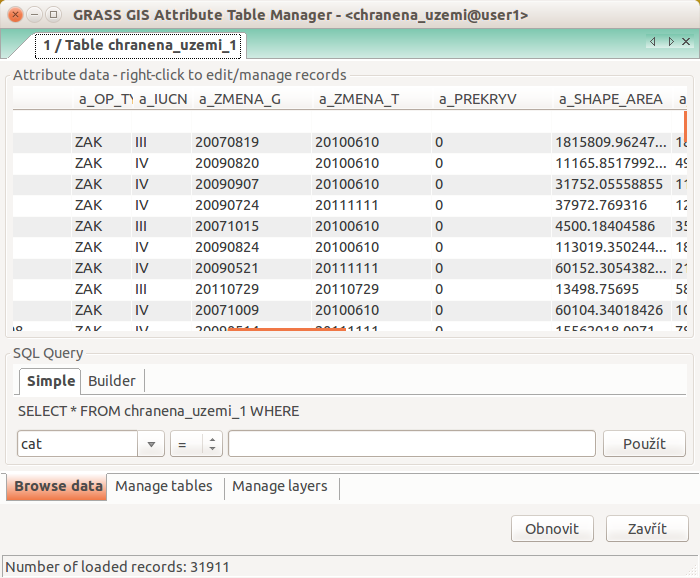 GRASS GIS Attribute Table Manager - <chranena_uzemi@user1>
1 / Table chranena_uzemi_1
Attribute data - right-click to edit/manage records
a_OP_TY a_IUCN a_ZMENA_G a_ZMENA_T a_PREKRYV a_SHAPE_AREA a
ZAK III 20070819 20100610 0 1815809.96247... 18
ZAK IV 20090820 20100610 0 11165.8517992... 49
ZAK IV 20090907 20100610 0 31752.05558855 11
ZAK IV 20090724 20111111 0 37972.769316 12
ZAK III 20071015 20100610 0 4500.18404586 35
ZAK IV 20090824 20100610 0 113019.350244... 18
ZAK IV 20090521 20111111 0 60152.3054382... 21
ZAK III 20110729 20110729 0 13498.75695 58
ZAK IV 20071009 20100610 0 60104.34018426 10
ZAK IV 20090514 20111111 0 15562018.0971
SQL Query
Simple Builder
SELECT * FROM chranena_uzemi_1 WHERE
cat = Použít
Browse data Manage tables Manage layers
Obnovit Zavřít
Number of loaded records: 31911